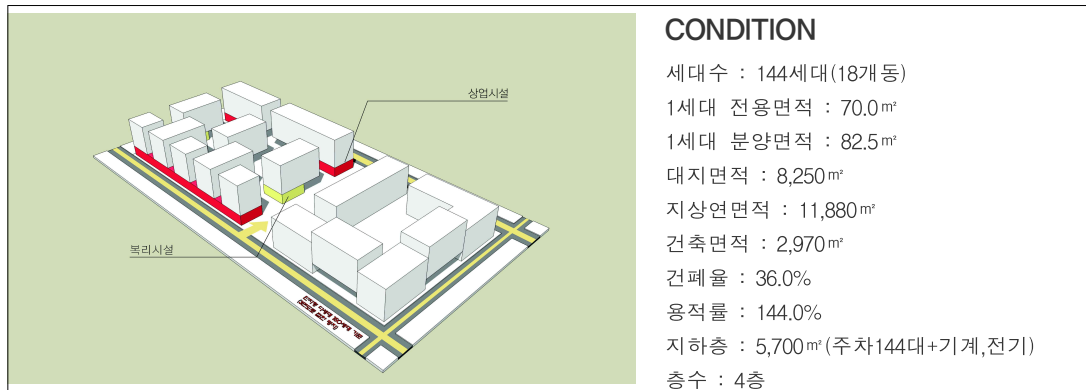 상업시설
복리시설
CONDITION
세대수 : 144세대(18개동)
1세대 전용면적 : 70.0㎡
1세대 분양면적 : 82.5㎡
대지면적 : 8,250㎡
지상연면적 : 11,880㎡
건축면적 : 2,970㎡
건폐율 : 36.0%
용적률 : 144.0%
지하층 : 5,700㎡(주차144대+기계,전기)
층수 : 4층